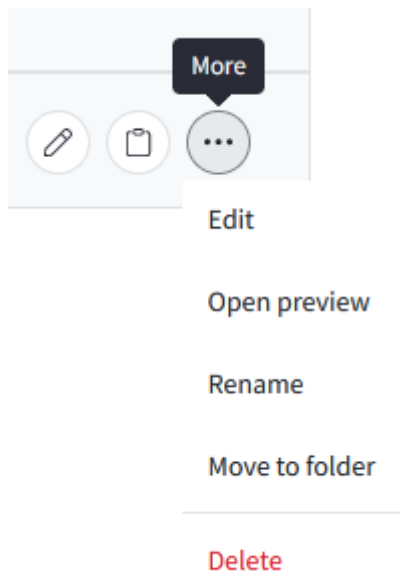 More
Edit
Open preview
Rename
Move to folder
Delete